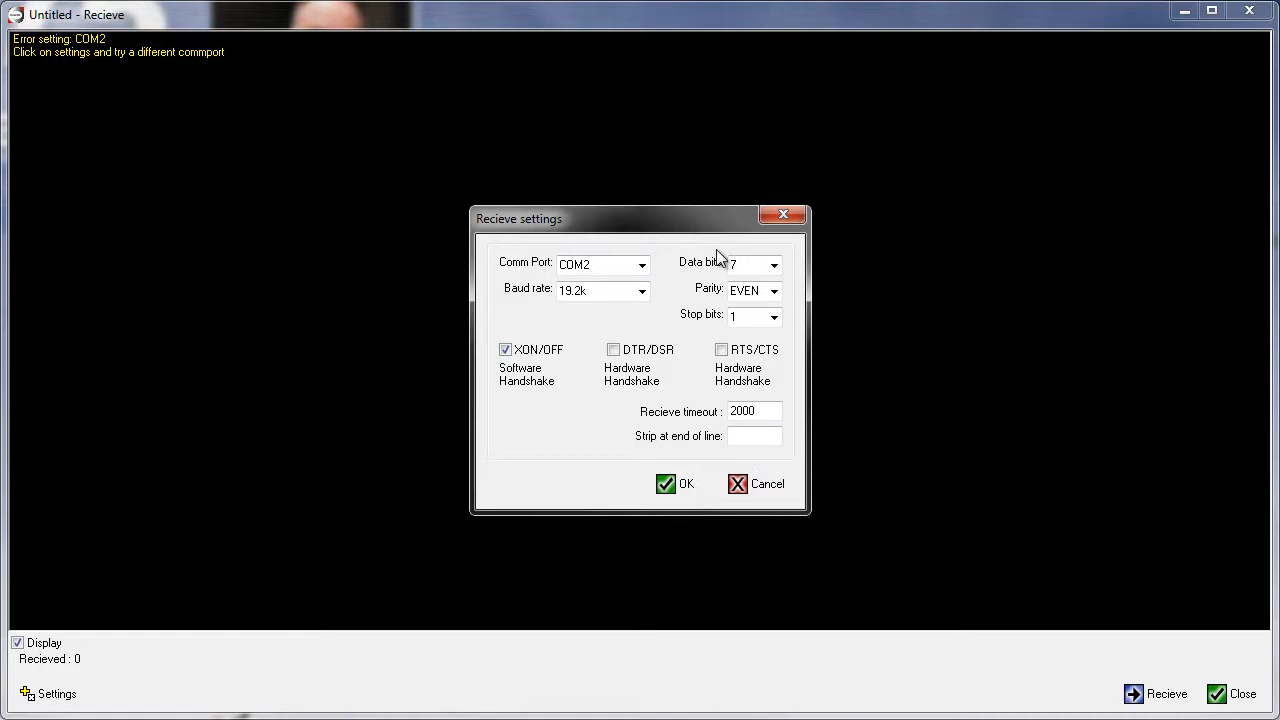 Untitled - Recieve
Error setting: COM2
Click on settings and try a different commport
Recieve settings
Comm Port: COM2
Data bit 7
Baud rate: 19.2k
Parity: EVEN
Stop bits: 1
XON/OFF DTR/DSR RTS/CTS
Software Hardware Hardware
Handshake Handshake Handshake
Recieve timeout : 2000
Strip at end of line:
OK Cancel
Display
Recieved : 0
Settings Recieve Close